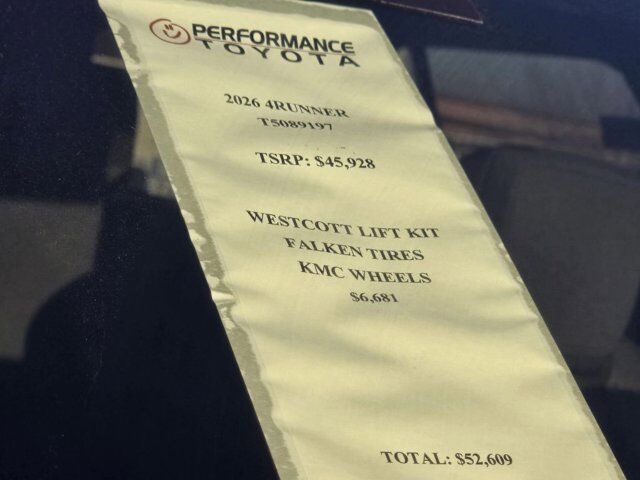 PERFORMANCE
TOYOTA
2026 4RUNNER
T5089197
TSRP: $45,928
WESTCOTT LIFT KIT
FALKEN TIRES
KMC WHEELS
$6,681
TOTAL: $52,609